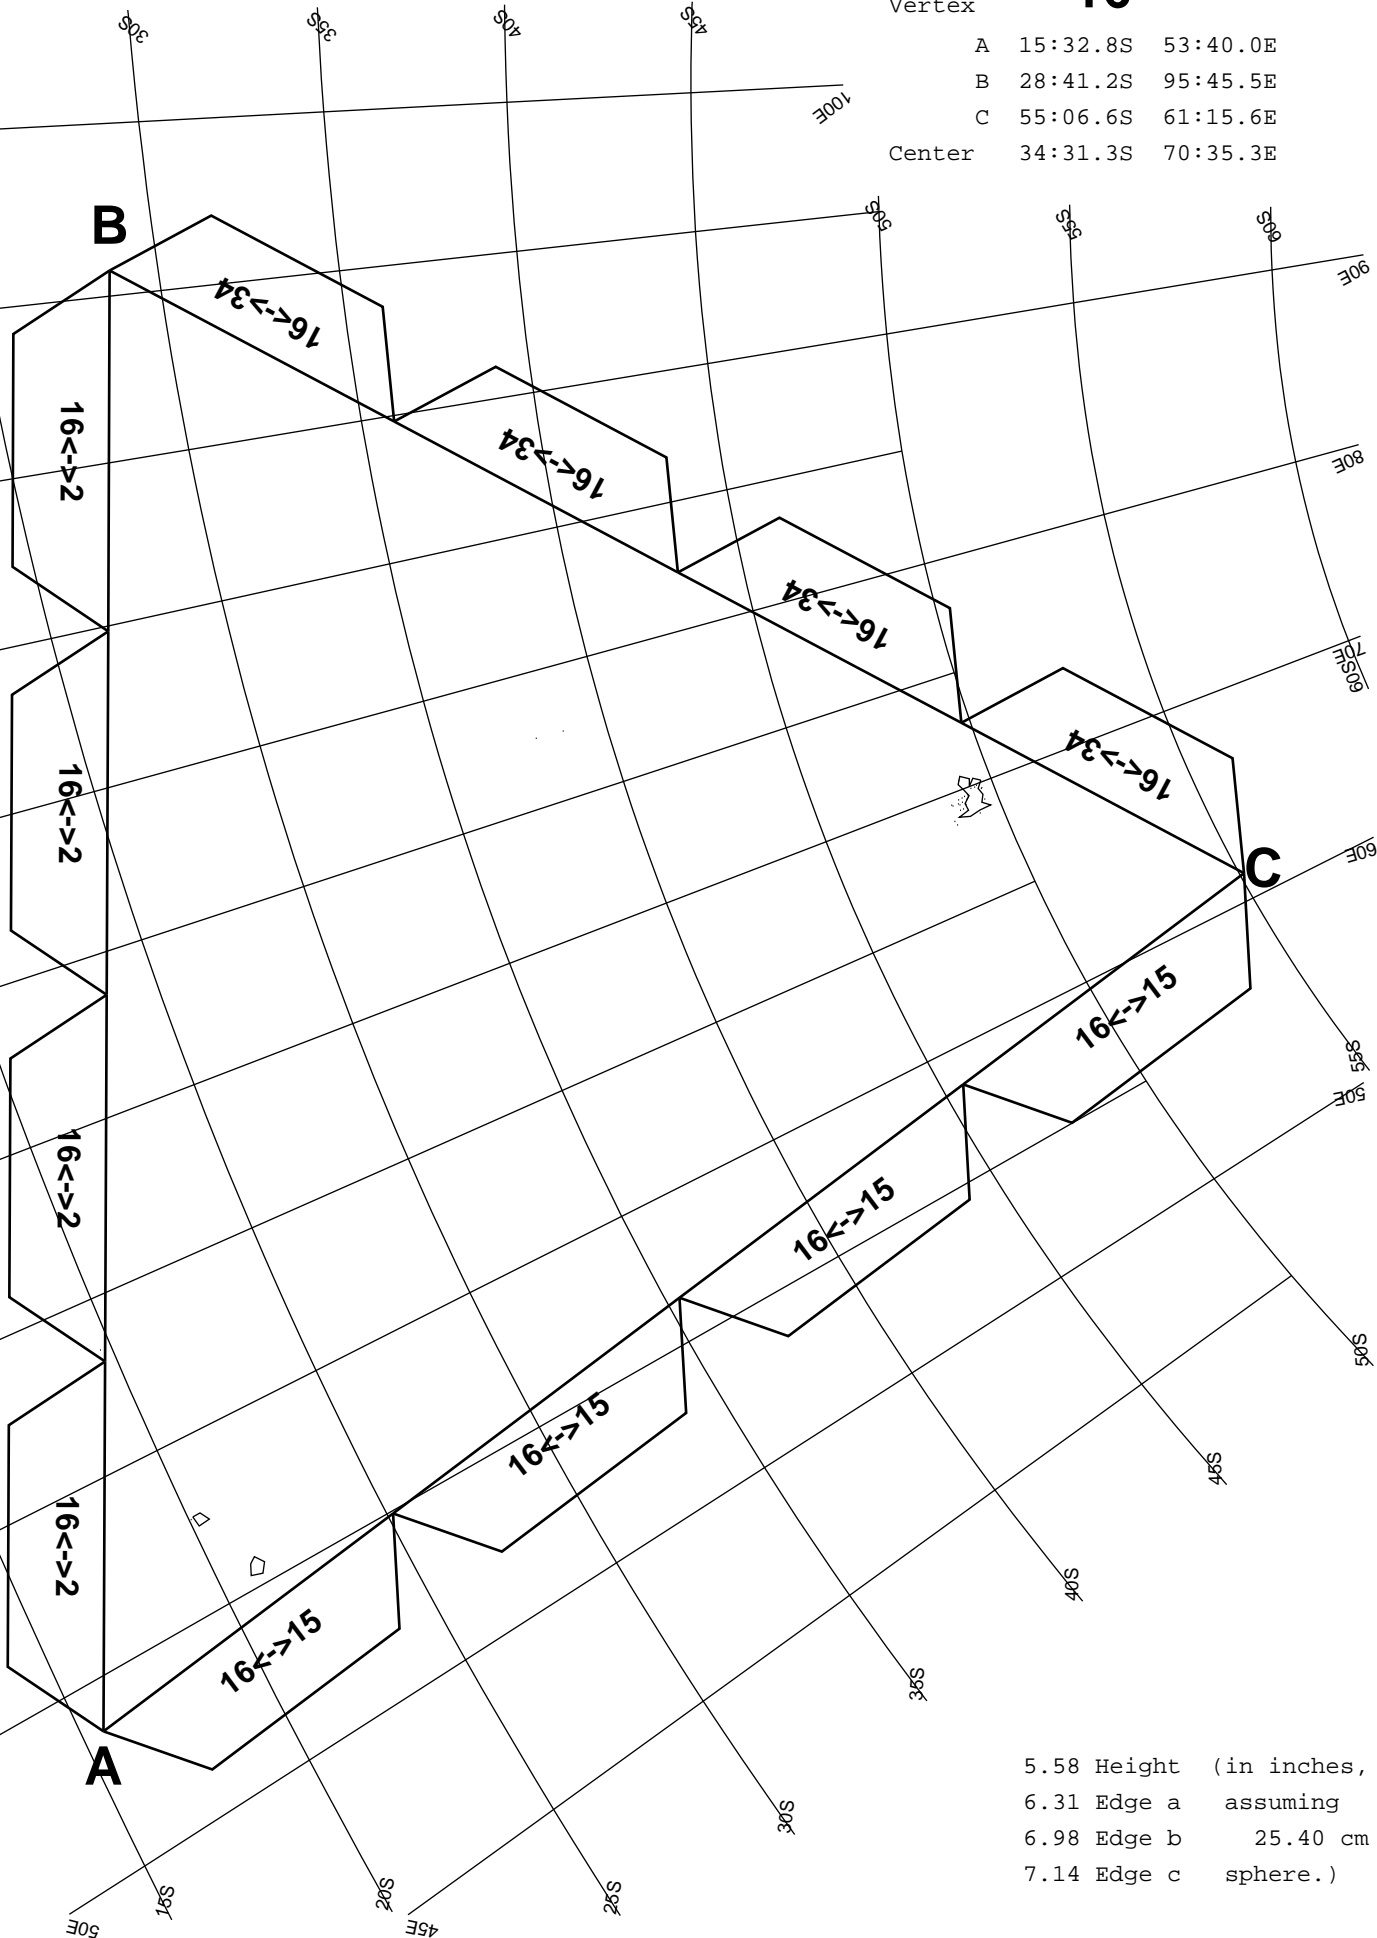 Vertex 16
A 15:32.8S 53:40.0E
B 28:41.2S 95:45.5E
C 55:06.6S 61:15.6E
Center 34:31.3S 70:35.3E
30S
35S
40S
45S
100E
50S
55S
60S
90E
B
16<->34
16<->2
16<->34
80E
16<->34
70E
60S
16<->34
16<->2
C
60E
16<->15
55S
50E
16<->2
16<->15
50S
16<->15
45S
16<->2
40S
16<->15
35S
A
30S
15S
20S
25S
50E
45E
5.58 Height (in inches,
6.31 Edge a assuming
6.98 Edge b 25.40 cm
7.14 Edge c sphere.)